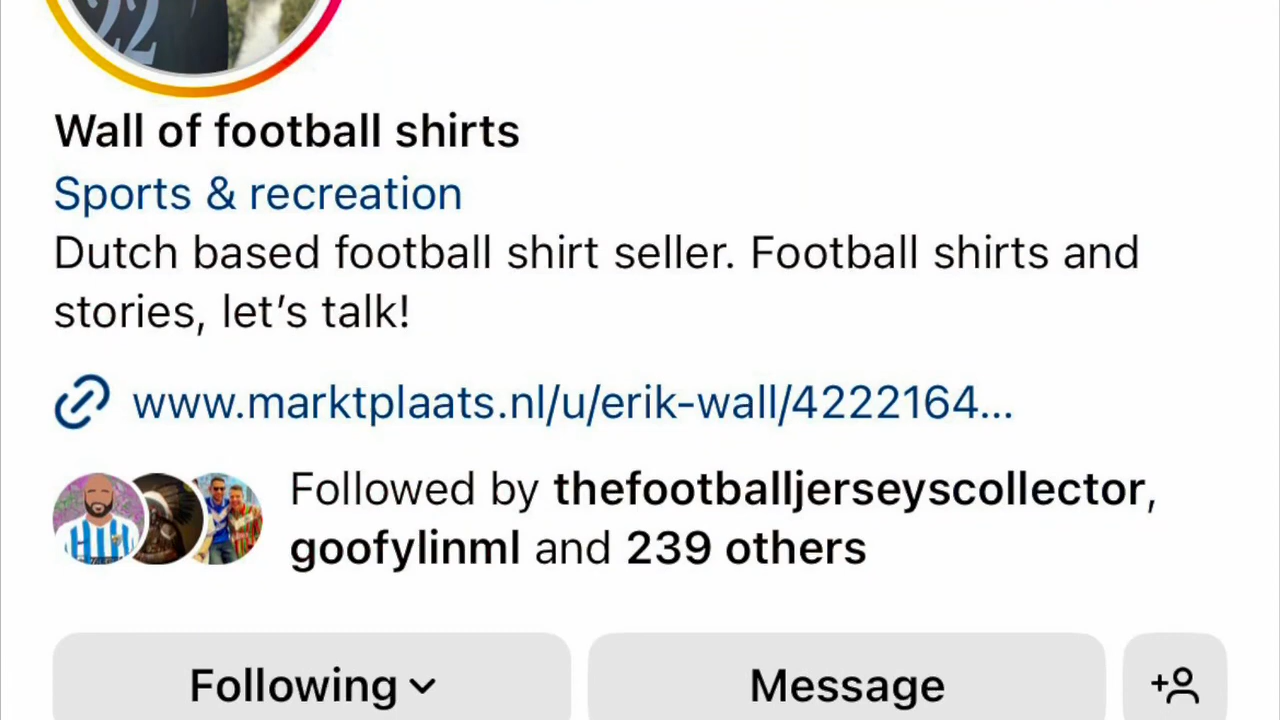 22
Wall of football shirts
Sports & recreation
Dutch based football shirt seller. Football shirts and
stories, let’s talk!
www.marktplaats.nl/u/erik-wall/4222164...
Followed by thefootballjerseyscollector,
goofylinml and 239 others
Following
Message